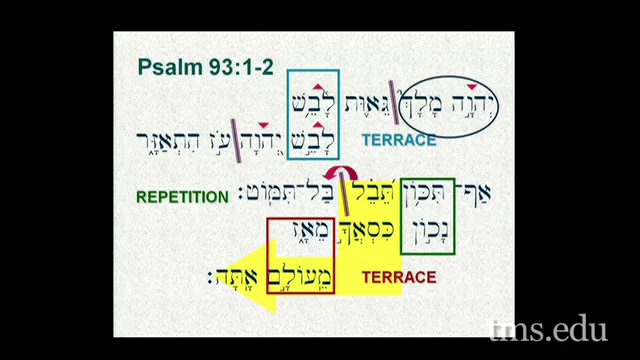 Psalm 93:1-2
יְהוָ֣ה מָלָךְ֮ גֵּא֪וּת לָ֫בֵ֥שׁ
TERRACE
לָבֵ֣שׁ יְ֭הוָה עֹ֣ז הִתְאַזָּ֑ר
אַף־ תִּכּ֥וֹן תֵּ֝בֵ֗ל בַּל־תִּמּֽוֹט׃
REPETITION
נָכ֣וֹן כִּסְאֲךָ֣ מֵאָ֑ז
מֵֽעוֹלָ֣ם אָֽתָּה׃
TERRACE
tms.edu